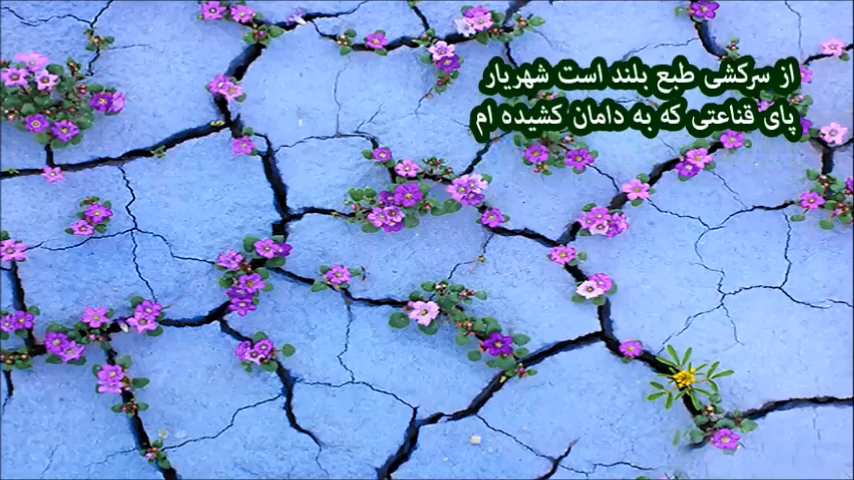 از سرکشی طبع بلند است شهریار
پای قناعتی که به دامان کشیده ام